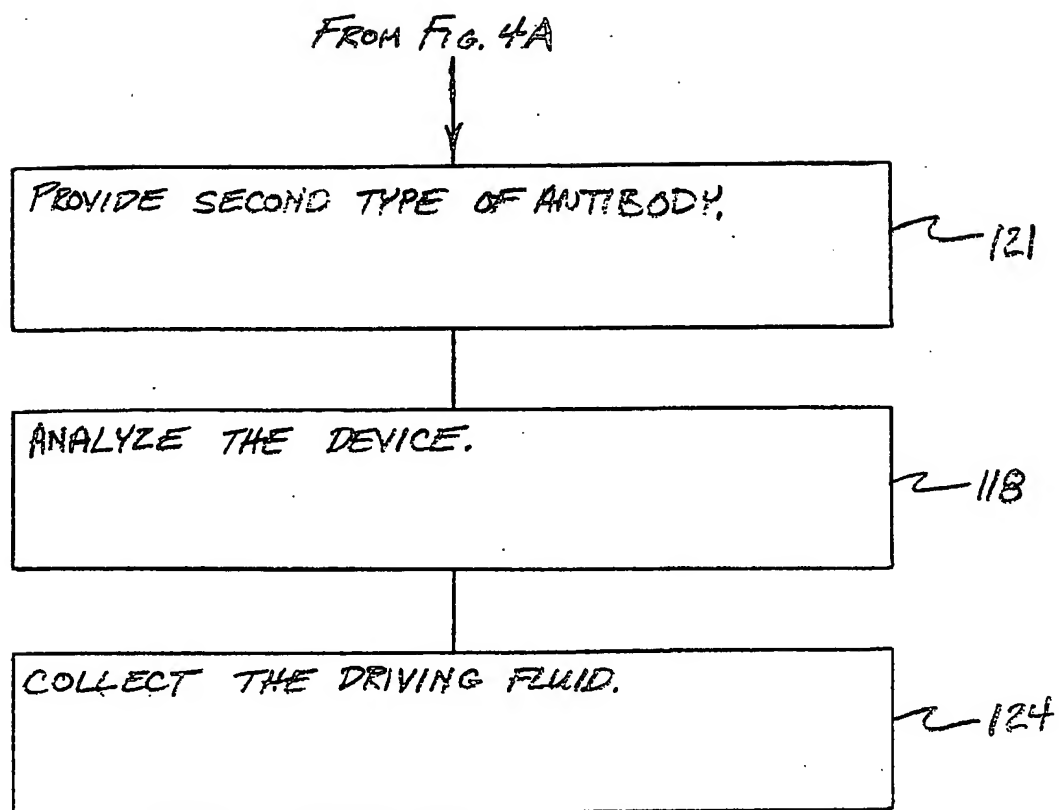 FROM FIG. 4A
PROVIDE SECOND TYPE OF ANTIBODY.
121
ANALYZE THE DEVICE.
118
COLLECT THE DRIVING FLUID.
124